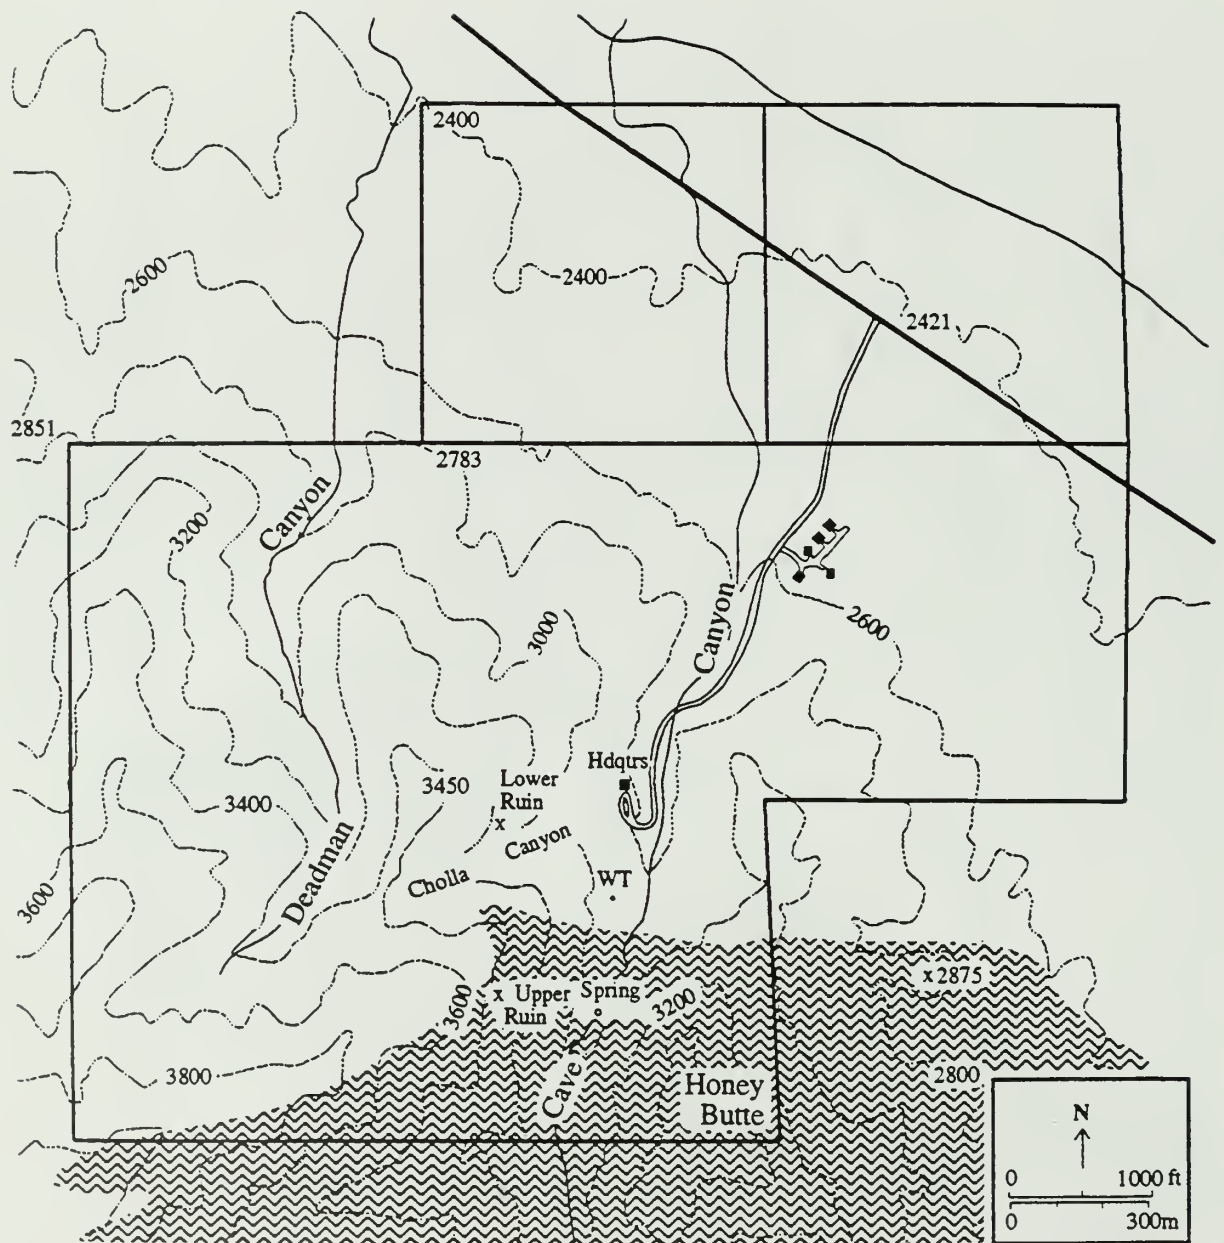 2400
2600
2400
2421
2851
2783
3200
Canyon
Canyon
3000
2600
Hdqtrs
Lower
Ruin
x
3450
3400
Canyon
Cholla
Deadman
WT
3600
x 2875
x Upper
Ruin
Spring
3200
3600
3800
Cave
Honey
Butte
2800
N
0 1000 ft
0 300m